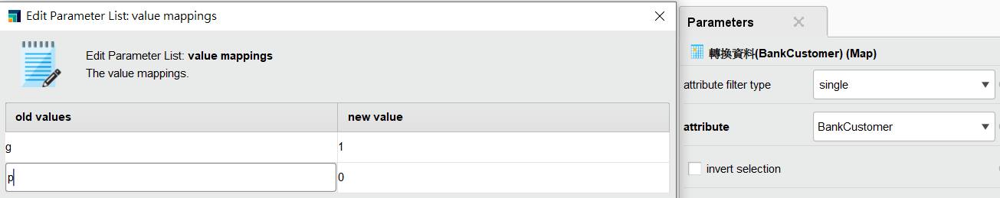 Edit Parameter List: value mappings
Edit Parameter List: value mappings
The value mappings.
old values new value
g 1
p 0
Parameters
轉換資料(BankCustomer) (Map)
attribute filter type single
attribute BankCustomer
invert selection